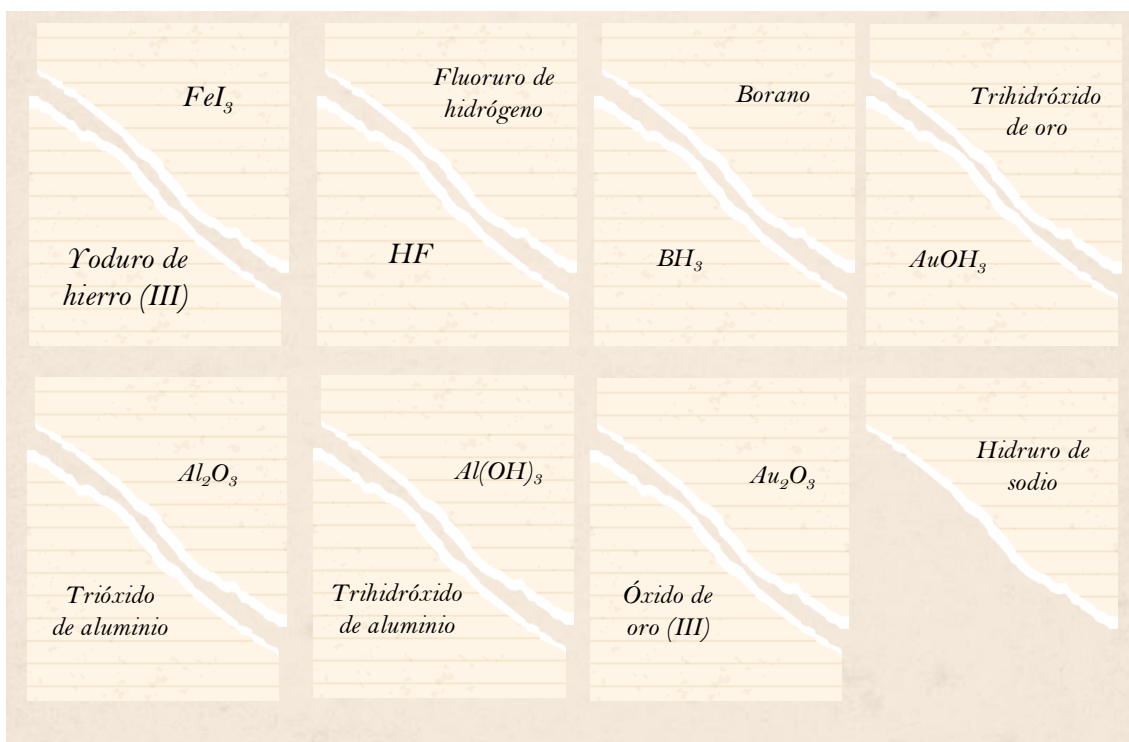 FeI₃
Yoduro de
hierro (III)
Fluoruro de
hidrógeno
HF
Borano
BH₃
Trihidróxido
de oro
AuOH₃
Al₂O₃
Trióxido
de aluminio
Al(OH)₃
Trihidróxido
de aluminio
Au₂O₃
Óxido de
oro (III)
Hidruro de
sodio